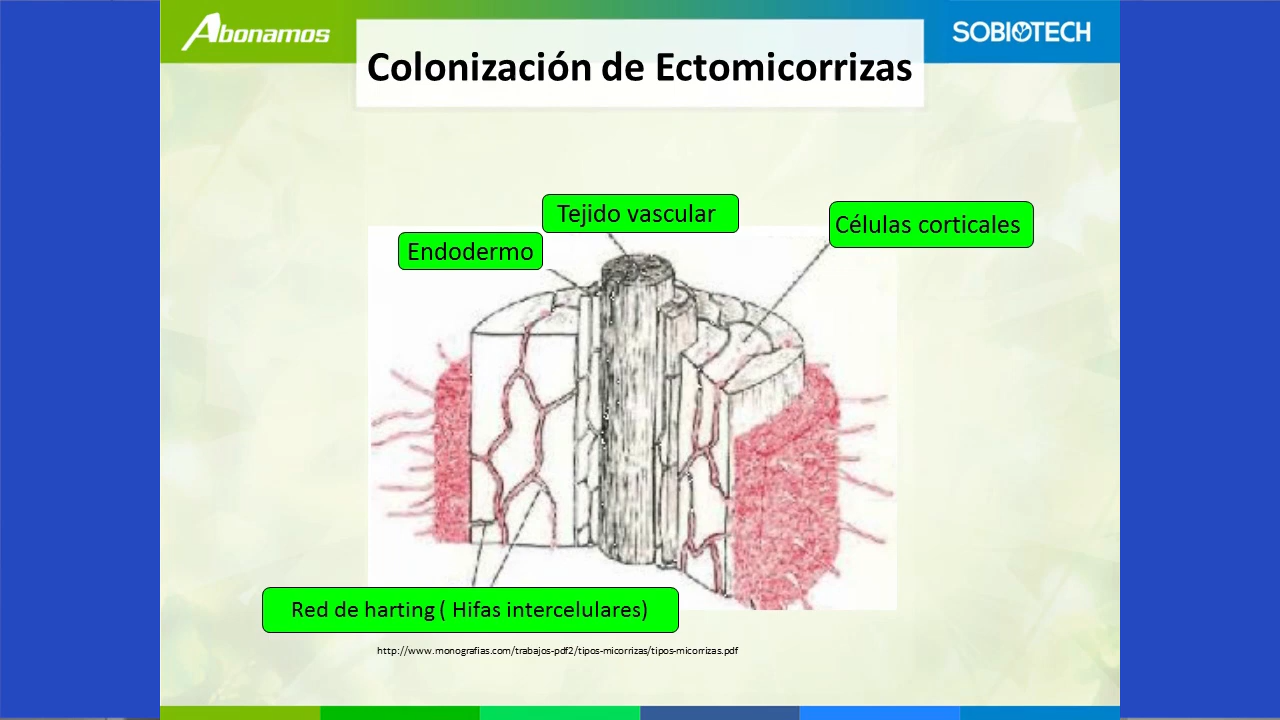 Abonamos
SOBIOTECH
Colonización de Ectomicorrizas
Tejido vascular
Células corticales
Endodermo
Red de harting ( Hifas intercelulares)
http://www.monografias.com/trabajos-pdf2/tipos-micorrizas/tipos-micorrizas.pdf